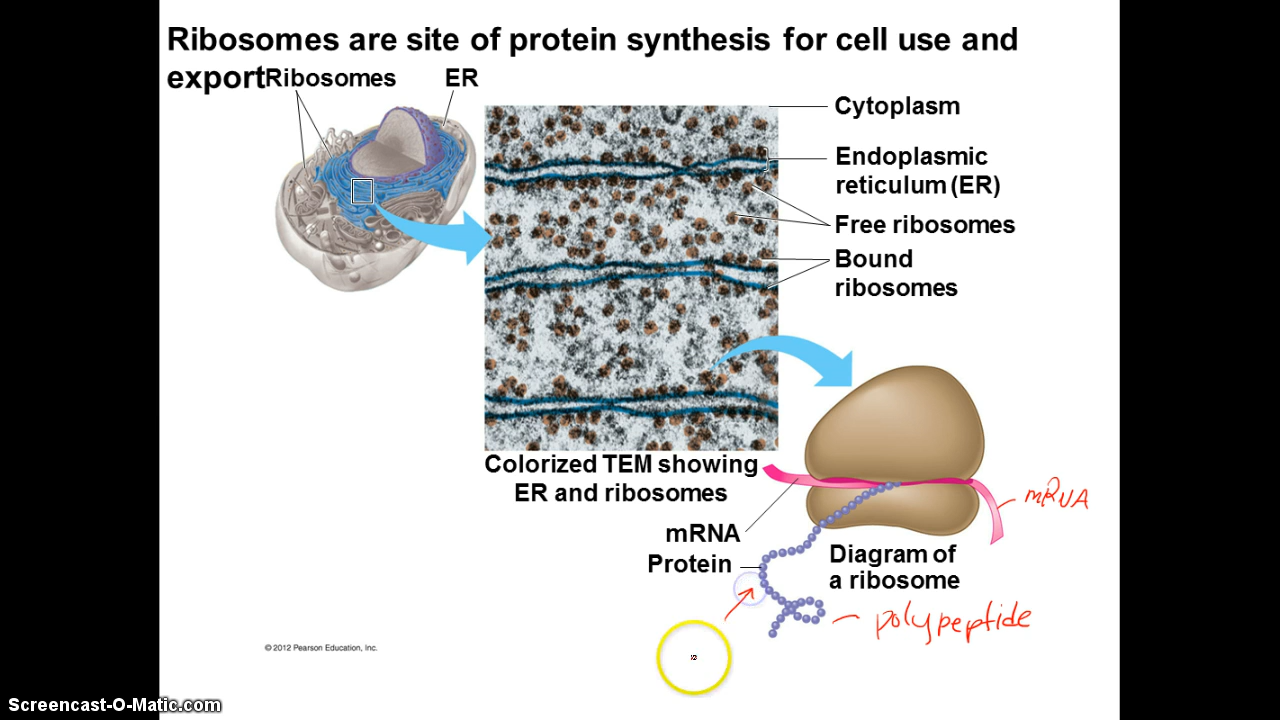 Ribosomes are site of protein synthesis for cell use and
export
Ribosomes
ER
Cytoplasm
Endoplasmic
reticulum (ER)
Free ribosomes
Bound
ribosomes
Colorized TEM showing
ER and ribosomes
mRNA
mRNA
Protein
Diagram of
a ribosome
polypeptide
© 2012 Pearson Education, Inc.
Screencast-O-Matic.com